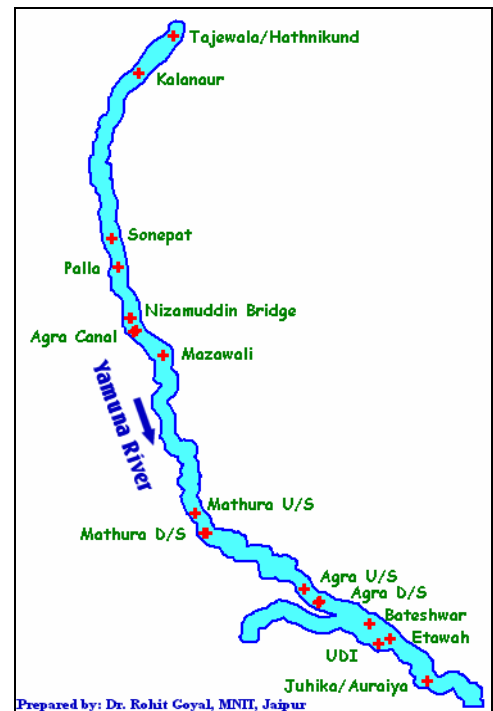 Tajewala/Hathnikund
Kalanaur
Sonepat
Palla
Nizamuddin Bridge
Agra Canal
Mazawali
Yamuna River
Mathura U/S
Mathura D/S
Agra U/S
Agra D/S
Bateshwar
Etawah
UDI
Juhika/Auraiya
Prepared by: Dr. Rohit Goyal, MNIT, Jaipur